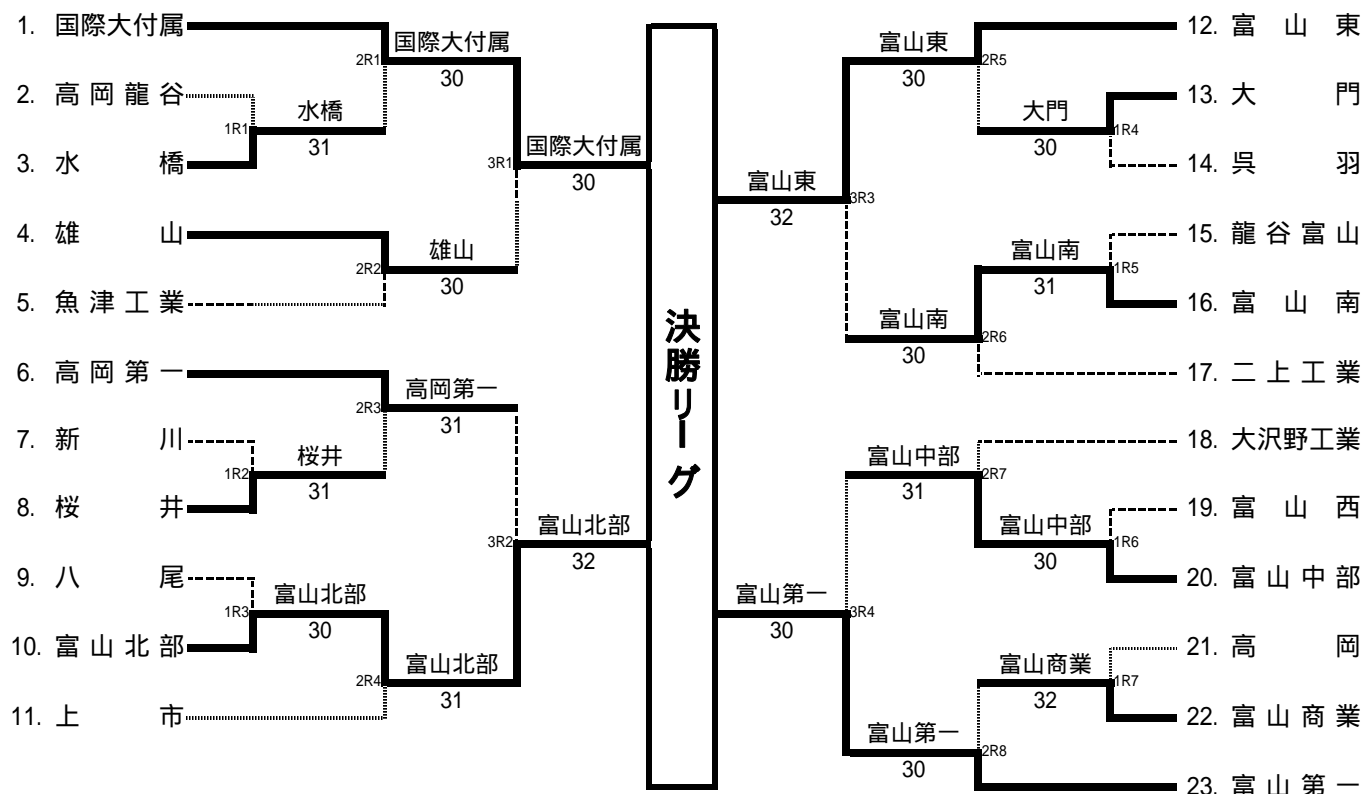 1. 国際大付属
2. 高岡龍谷
3. 水橋
4. 雄山
5. 魚津工業
6. 高岡第一
7. 新川
8. 桜井
9. 八尾
10. 富山北部
11. 上市
1R1
水橋
31
1R2
桜井
31
1R3
富山北部
30
2R1
国際大付属
30
2R2
雄山
30
2R3
高岡第一
31
2R4
富山北部
31
3R1
国際大付属
30
3R2
富山北部
32
決勝リーグ
富山東
32
3R3
富山第一
30
3R4
富山東
30
2R5
富山南
30
2R6
富山中部
31
2R7
富山第一
30
2R8
大門
30
1R4
富山南
31
1R5
富山中部
30
1R6
富山商業
32
1R7
12. 富山東
13. 大門
14. 呉羽
15. 龍谷富山
16. 富山南
17. 二上工業
18. 大沢野工業
19. 富山西
20. 富山中部
21. 高岡
22. 富山商業
23. 富山第一